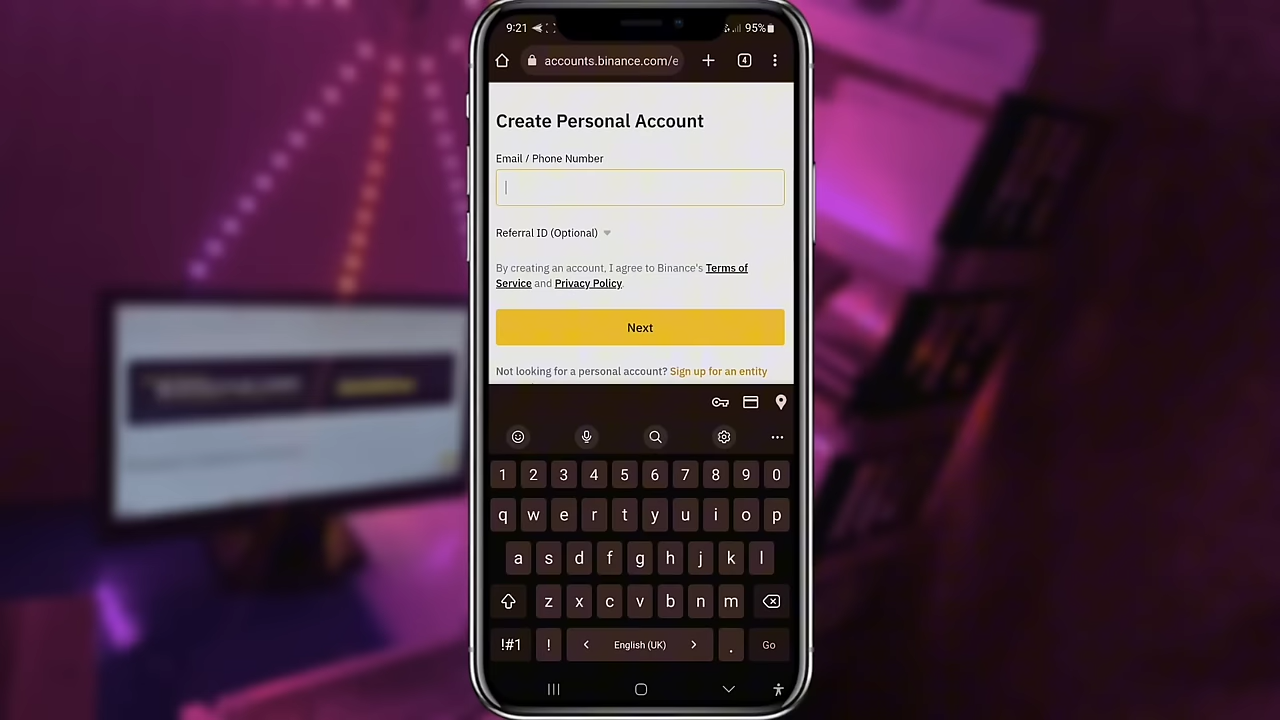 9:21
95%
accounts.binance.com/e
4
Create Personal Account
Email / Phone Number
Referral ID (Optional)
By creating an account, I agree to Binance's Terms of
Service and Privacy Policy.
Next
Not looking for a personal account? Sign up for an entity
1 2 3 4 5 6 7 8 9 0
q w e r t y u i o p
a s d f g h j k l
z x c v b n m
!#1 ! < English (UK) > . Go